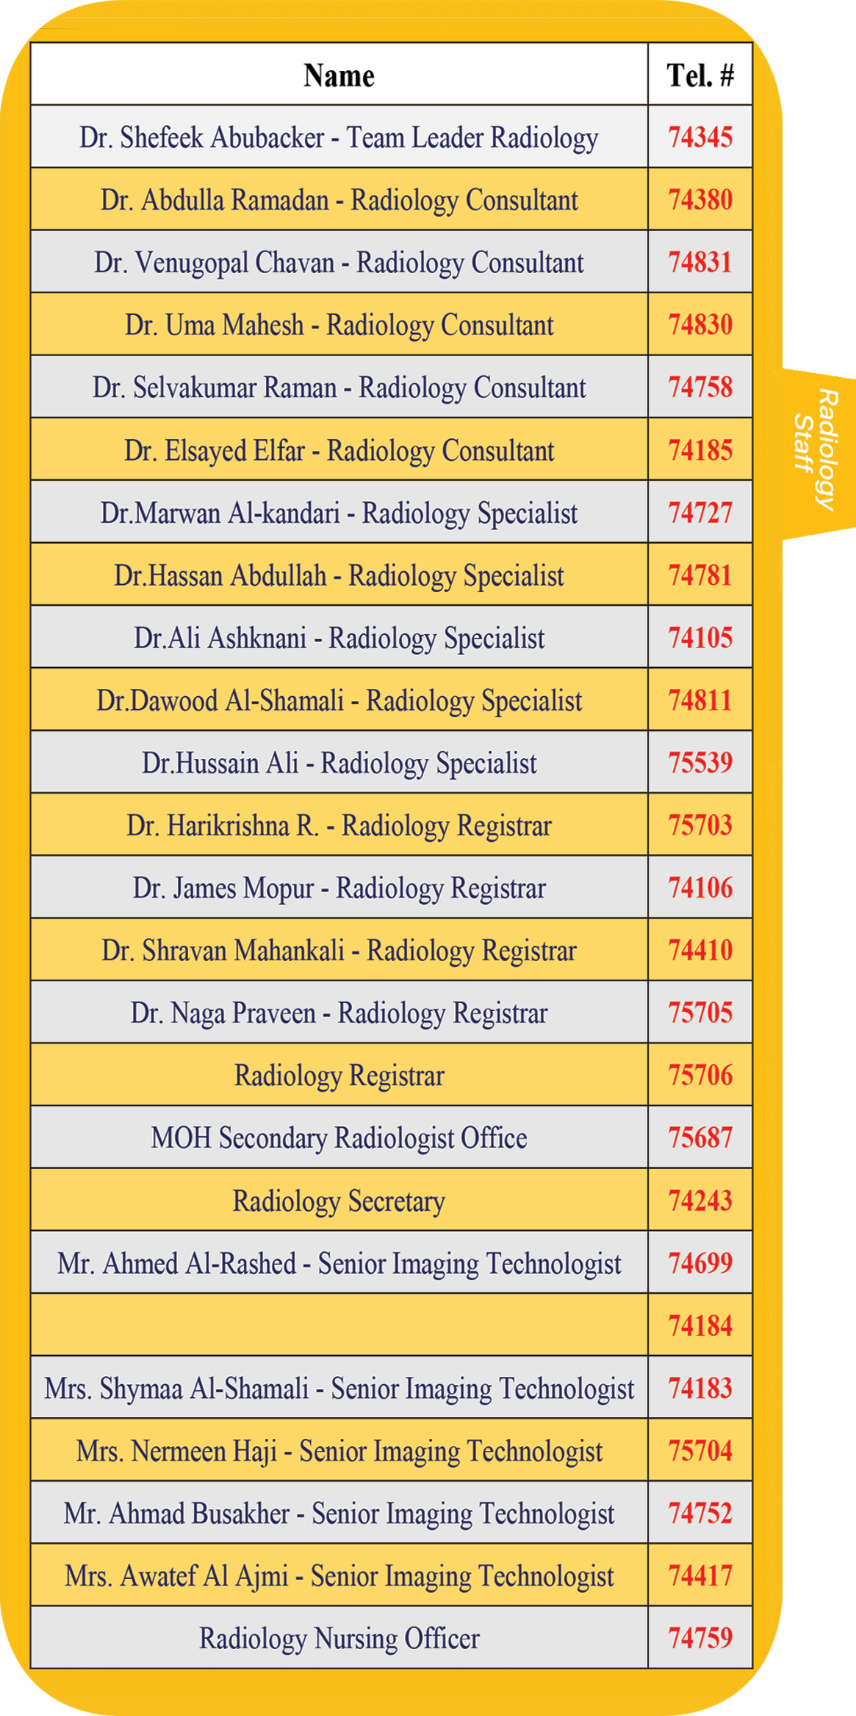 Name Tel. #
Dr. Shefeek Abubacker - Team Leader Radiology 74345
Dr. Abdulla Ramadan - Radiology Consultant 74380
Dr. Venugopal Chavan - Radiology Consultant 74831
Dr. Uma Mahesh - Radiology Consultant 74830
Dr. Selvakumar Raman - Radiology Consultant 74758
Dr. Elsayed Elfar - Radiology Consultant 74185
Dr.Marwan Al-kandari - Radiology Specialist 74727
Dr.Hassan Abdullah - Radiology Specialist 74781
Dr.Ali Ashknani - Radiology Specialist 74105
Dr.Dawood Al-Shamali - Radiology Specialist 74811
Dr.Hussain Ali - Radiology Specialist 75539
Dr. Harikrishna R. - Radiology Registrar 75703
Dr. James Mopur - Radiology Registrar 74106
Dr. Shravan Mahankali - Radiology Registrar 74410
Dr. Naga Praveen - Radiology Registrar 75705
Radiology Registrar 75706
MOH Secondary Radiologist Office 75687
Radiology Secretary 74243
Mr. Ahmed Al-Rashed - Senior Imaging Technologist 74699
74184
Mrs. Shymaa Al-Shamali - Senior Imaging Technologist 74183
Mrs. Nermeen Haji - Senior Imaging Technologist 75704
Mr. Ahmad Busakher - Senior Imaging Technologist 74752
Mrs. Awatef Al Ajmi - Senior Imaging Technologist 74417
Radiology Nursing Officer 74759
Radiology
Staff